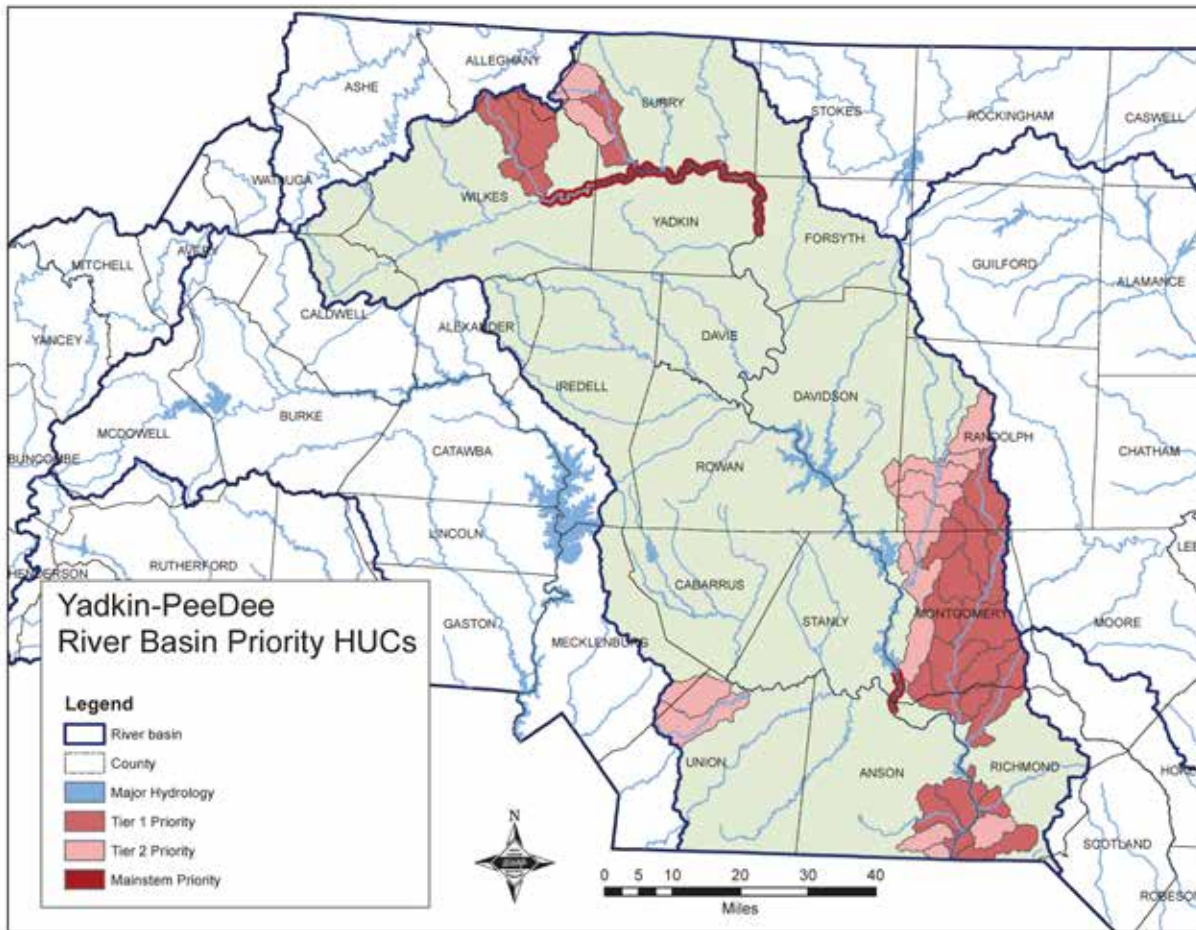 ALLEGHANY
ASHE
SURRY
STOKES
ROCKINGHAM
CASWELL
WATAUGA
WILKES
YADKIN
FORSYTH
GUILFORD
ALAMANCE
MITCHELL
AVERY
CALDWELL
ALEXANDER
YANCEY
DAVIE
IREDELL
DAVIDSON
RANDOLPH
CHATHAM
MCDOWELL
BURKE
CATAWBA
ROWAN
BUNCOMBE
LINCOLN
LEE
HENDERSON
RUTHERFORD
CABARRUS
STANLY
MONTGOMERY
MOORE
GASTON
MECKLENBURG
UNION
ANSON
RICHMOND
SCOTLAND
ROBESON
Yadkin-PeeDee
River Basin Priority HUCs
Legend
River basin
County
Major Hydrology
Tier 1 Priority
Tier 2 Priority
Mainstem Priority
N
0 5 10 20 30 40
Miles